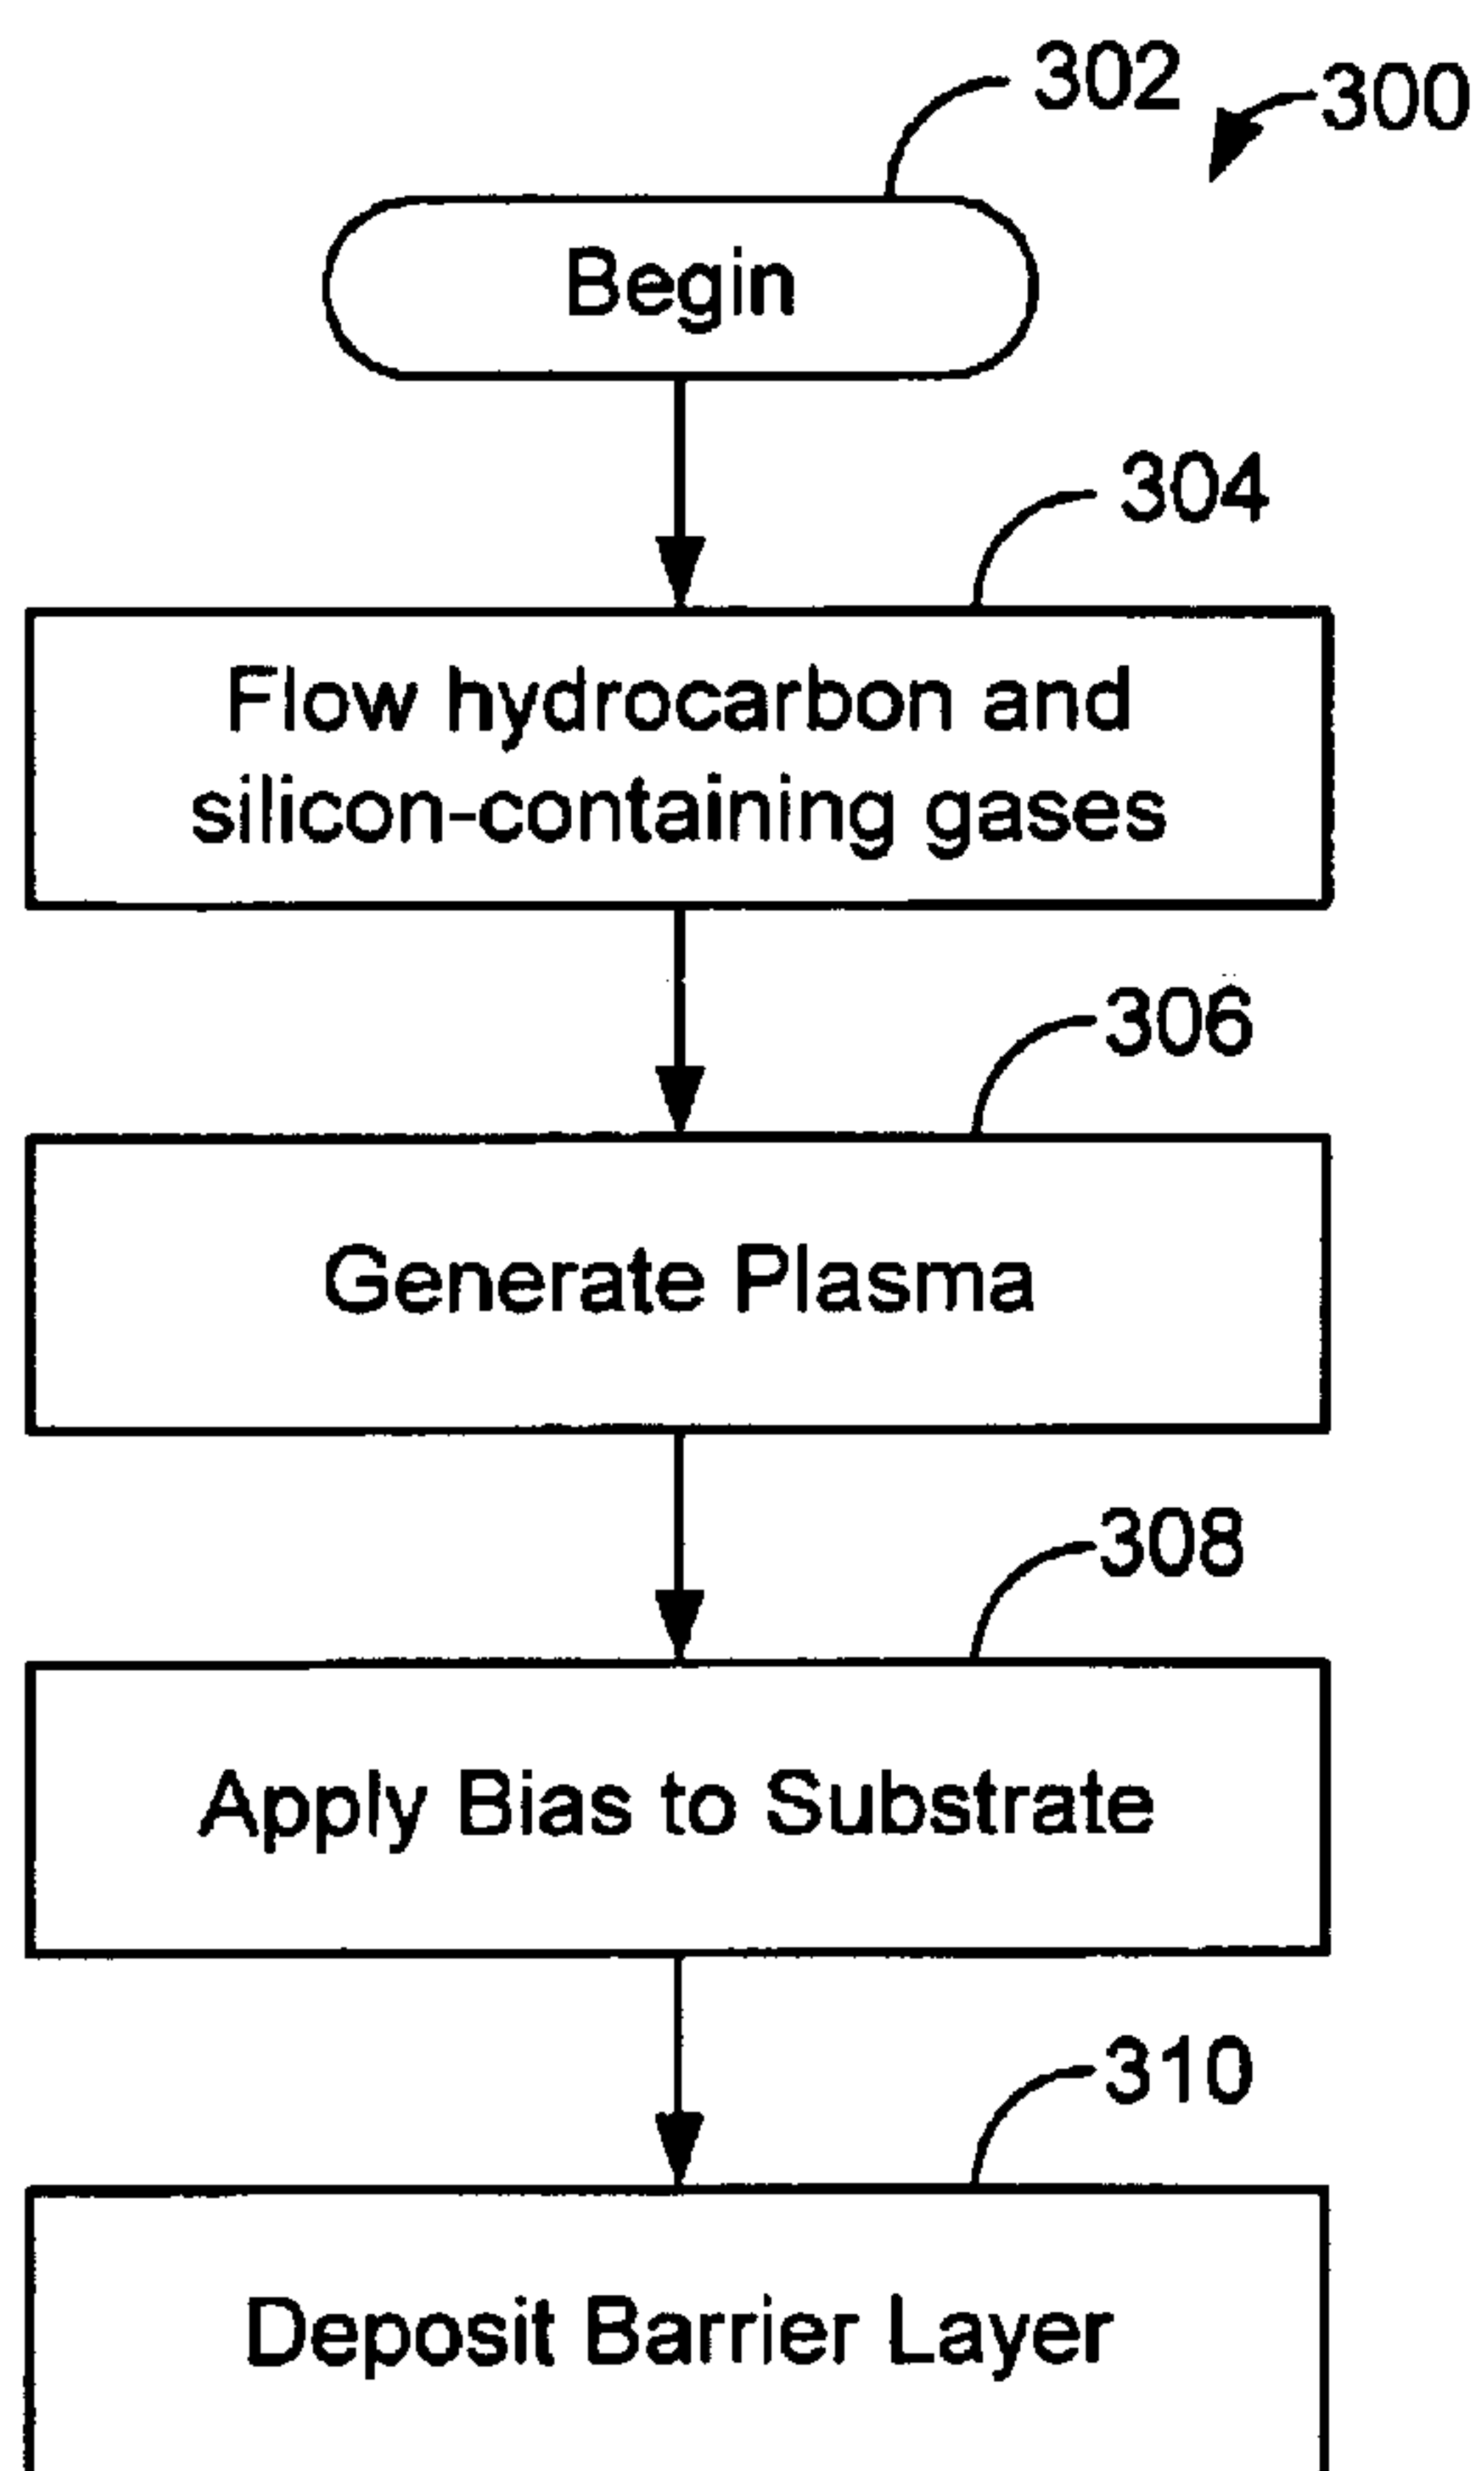 302
300
Begin
304
Flow hydrocarbon and
silicon-containing gases
306
Generate Plasma
308
Apply Bias to Substrate
310
Deposit Barrier Layer